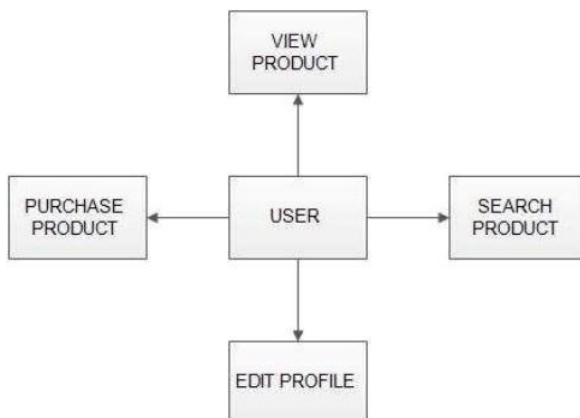 VIEW
PRODUCT
PURCHASE
PRODUCT
USER
SEARCH
PRODUCT
EDIT PROFILE